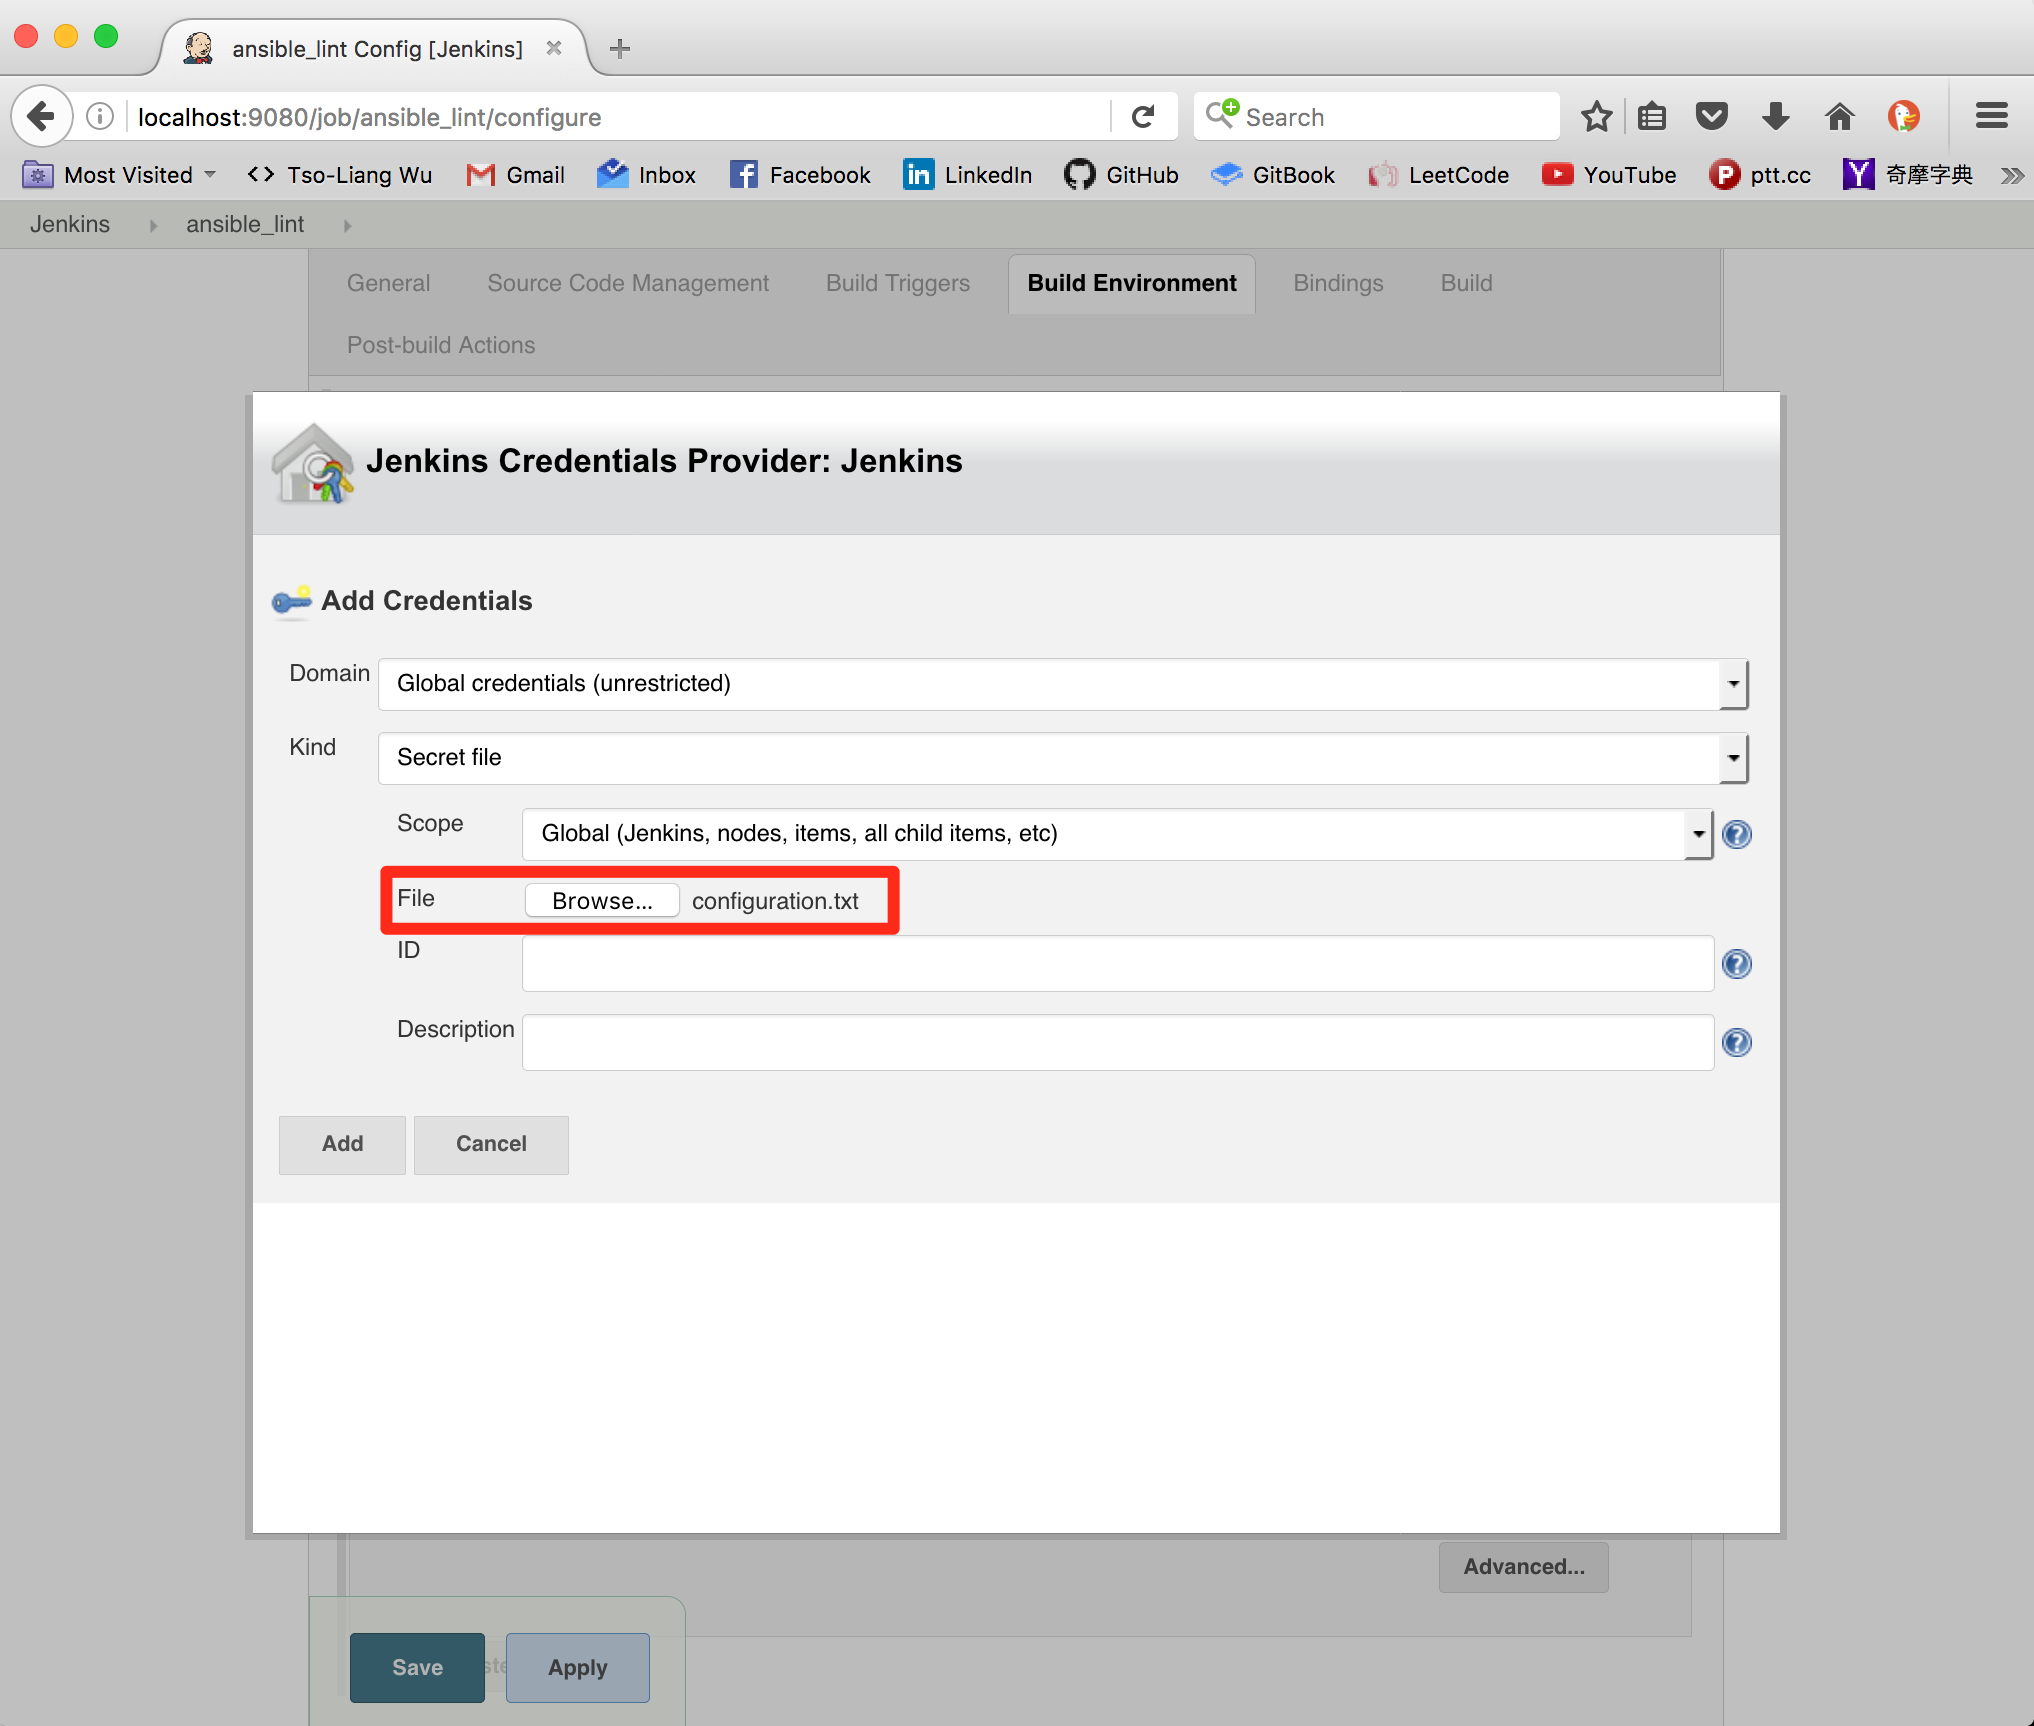 ansible_lint Config [Jenkins]
localhost:9080/job/ansible_lint/configure
Search
Most Visited Tso-Liang Wu Gmail Inbox Facebook LinkedIn GitHub GitBook LeetCode YouTube ptt.cc 奇摩字典
Jenkins ansible_lint
General Source Code Management Build Triggers Build Environment Bindings Build
Post-build Actions
Jenkins Credentials Provider: Jenkins
Add Credentials
Domain Global credentials (unrestricted)
Kind Secret file
Scope Global (Jenkins, nodes, items, all child items, etc)
File Browse... configuration.txt
ID
Description
Add Cancel
Advanced...
Save Apply